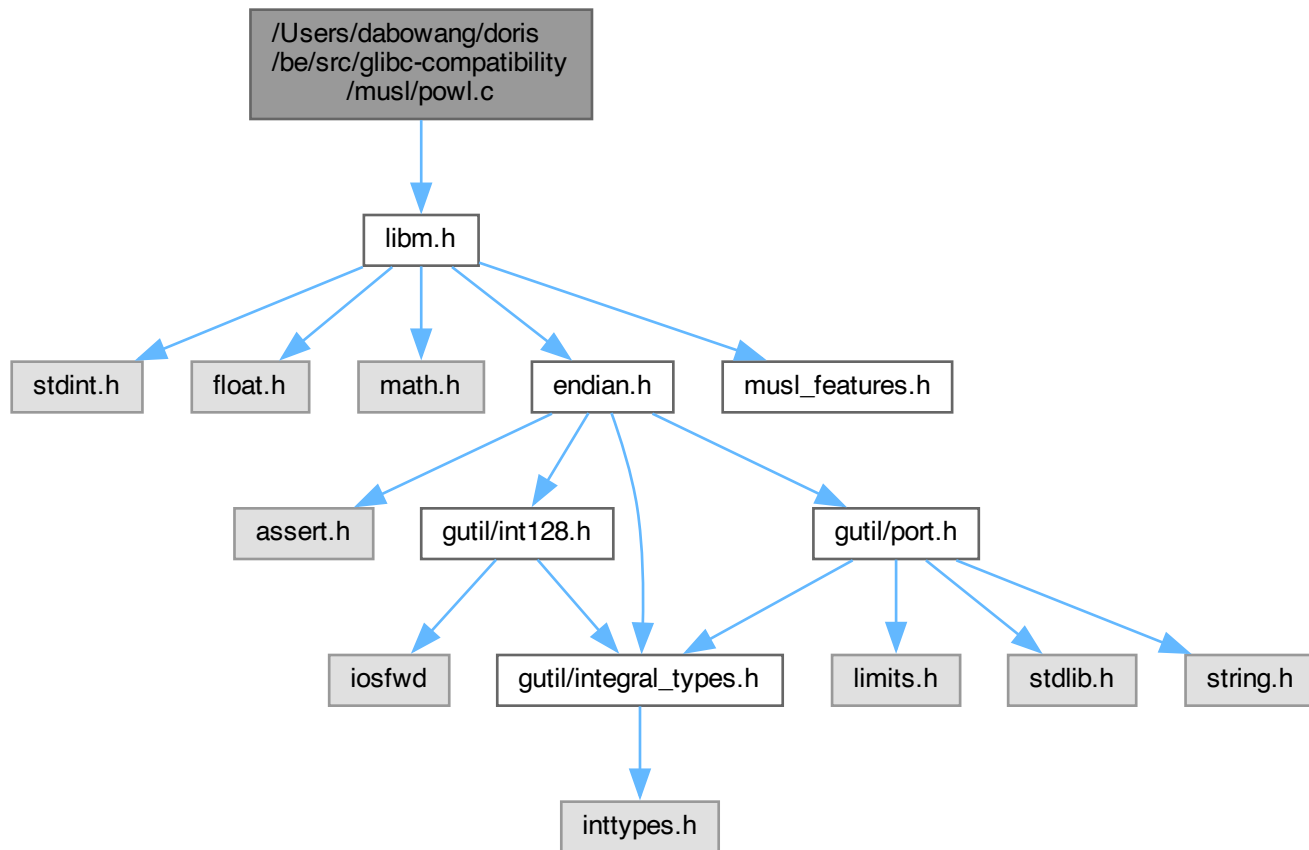 /Users/dabowang/doris
/be/src/glibc-compatibility
/musl/powl.c
libm.h
stdint.h
float.h
math.h
endian.h
musl_features.h
assert.h
gutil/int128.h
gutil/port.h
iosfwd
gutil/integral_types.h
limits.h
stdlib.h
string.h
inttypes.h